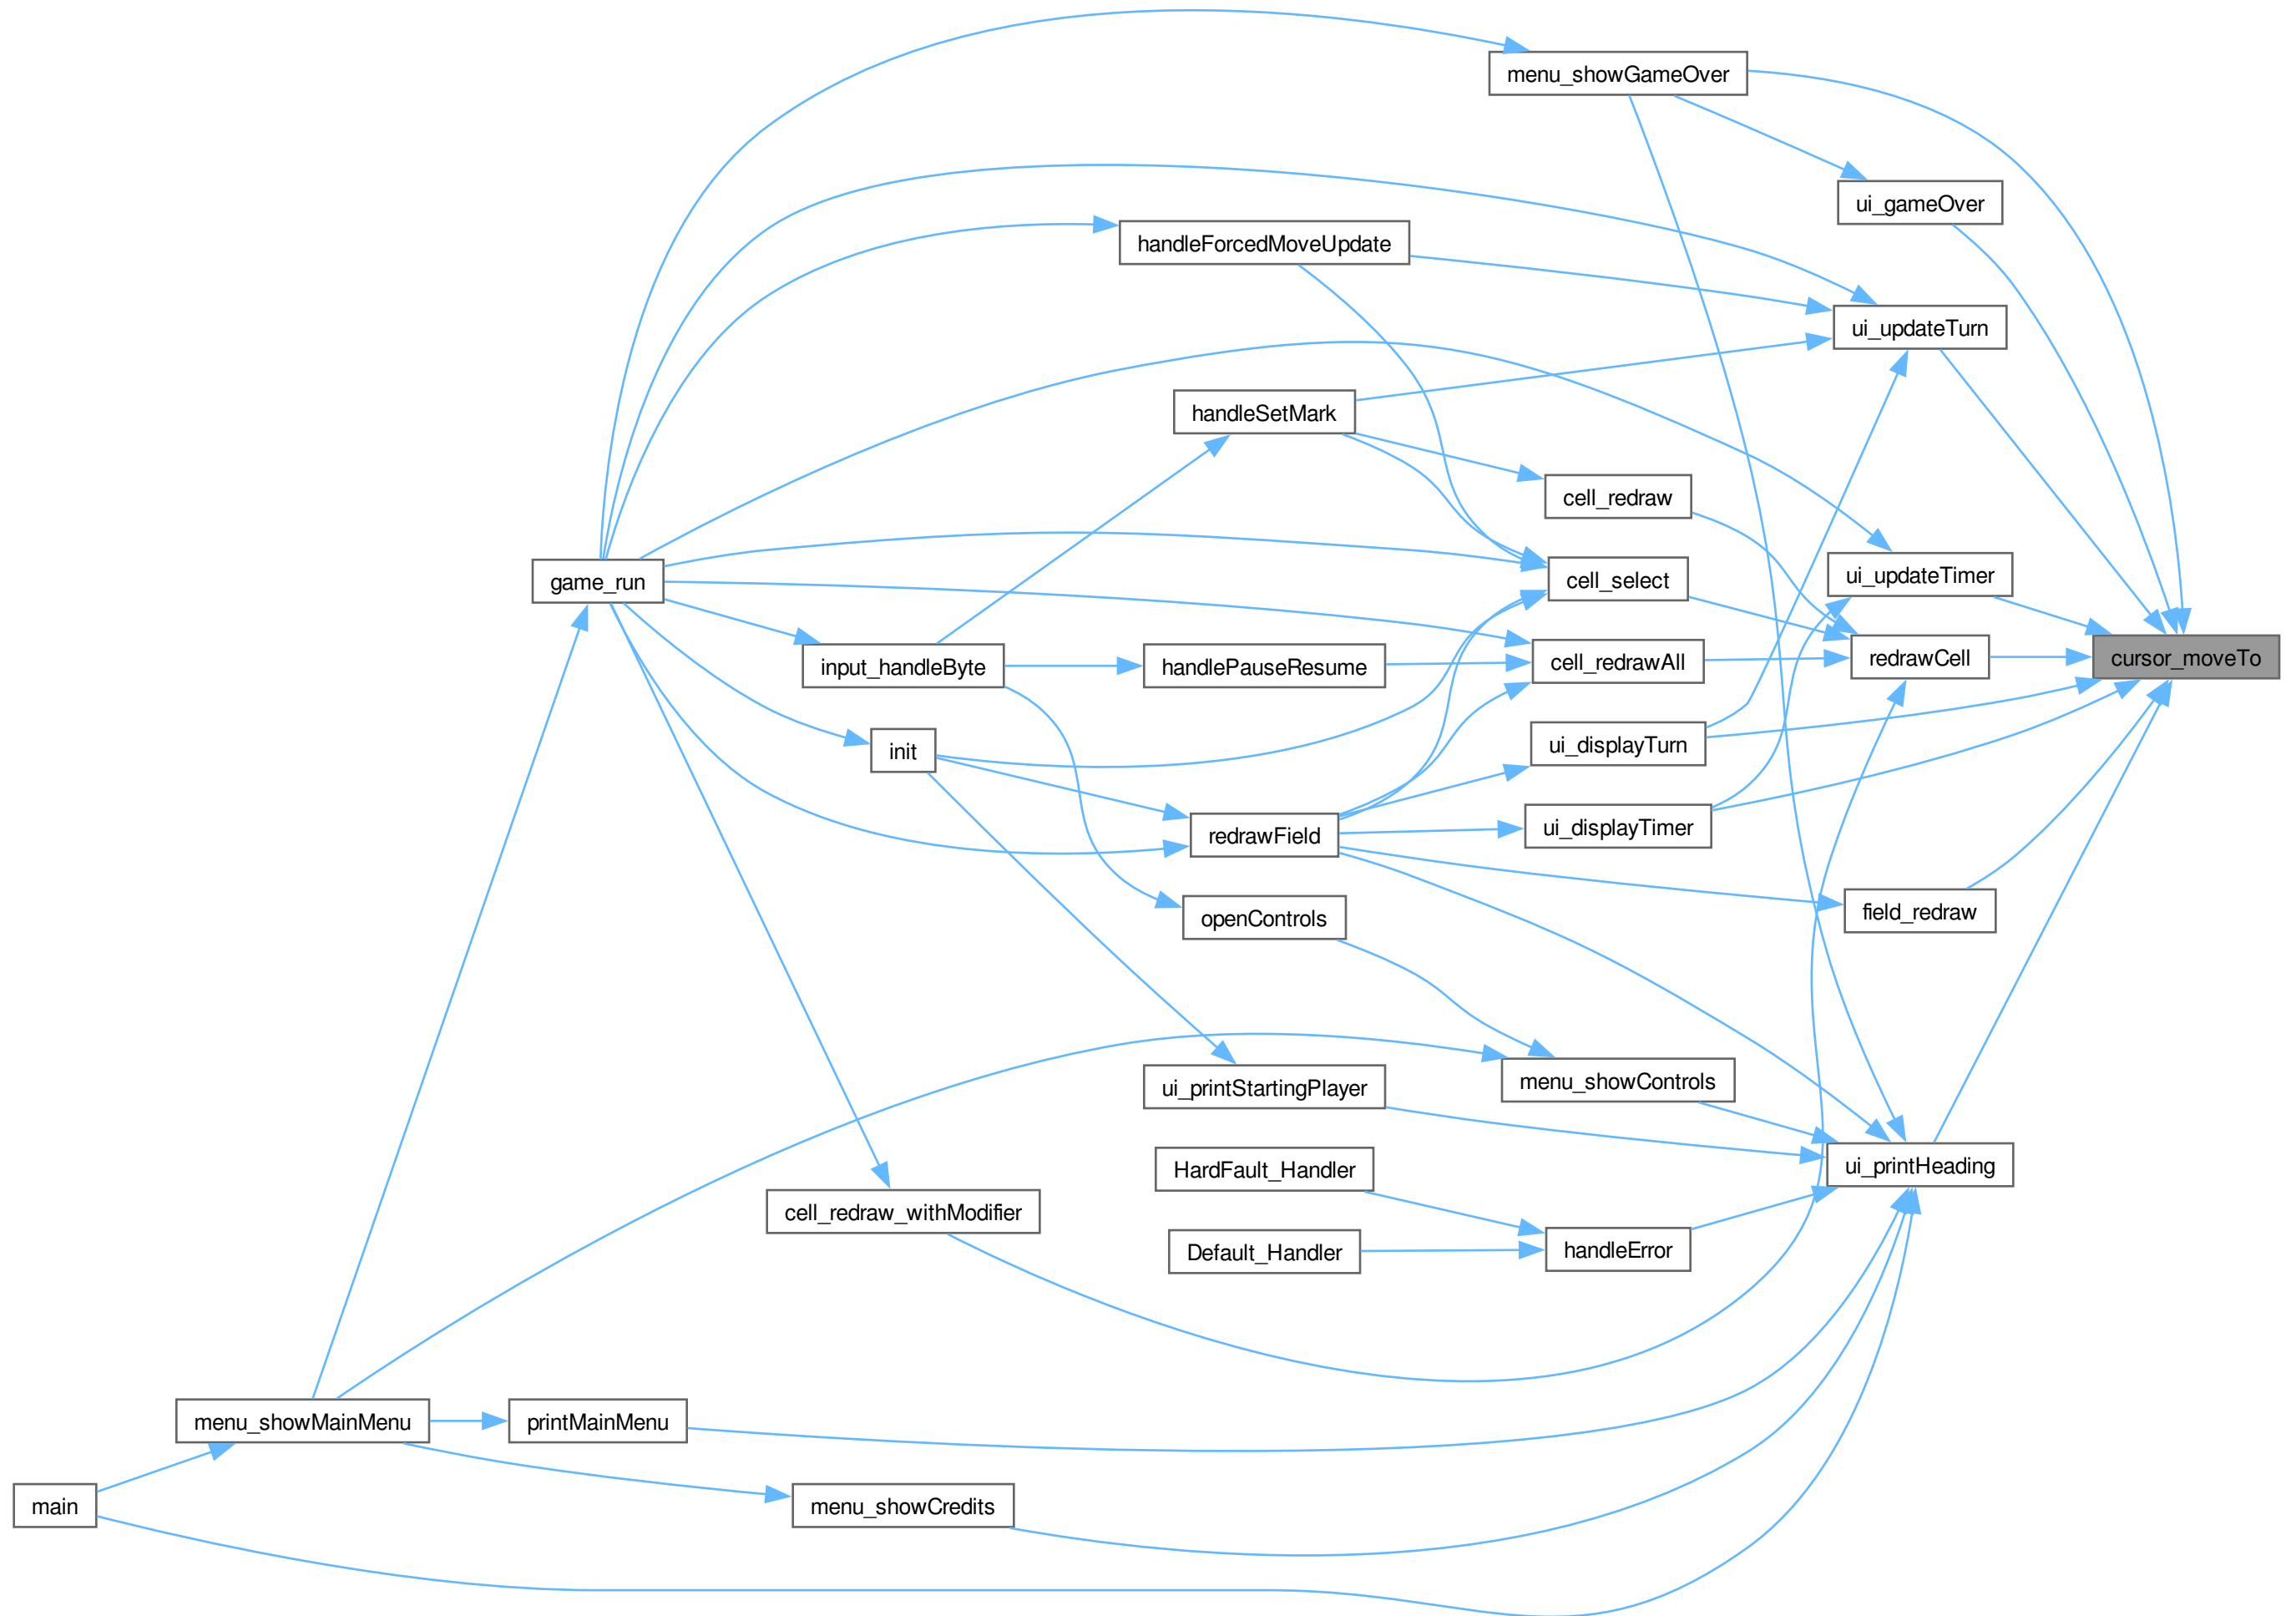 menu_showGameOver
ui_gameOver
handleForcedMoveUpdate
ui_updateTurn
handleSetMark
cell_redraw
game_run
cell_select
ui_updateTimer
input_handleByte
handlePauseResume
cell_redrawAll
redrawCell
cursor_moveTo
init
ui_displayTurn
redrawField
ui_displayTimer
openControls
field_redraw
ui_printStartingPlayer
menu_showControls
HardFault_Handler
ui_printHeading
cell_redraw_withModifier
Default_Handler
handleError
menu_showMainMenu
printMainMenu
main
menu_showCredits